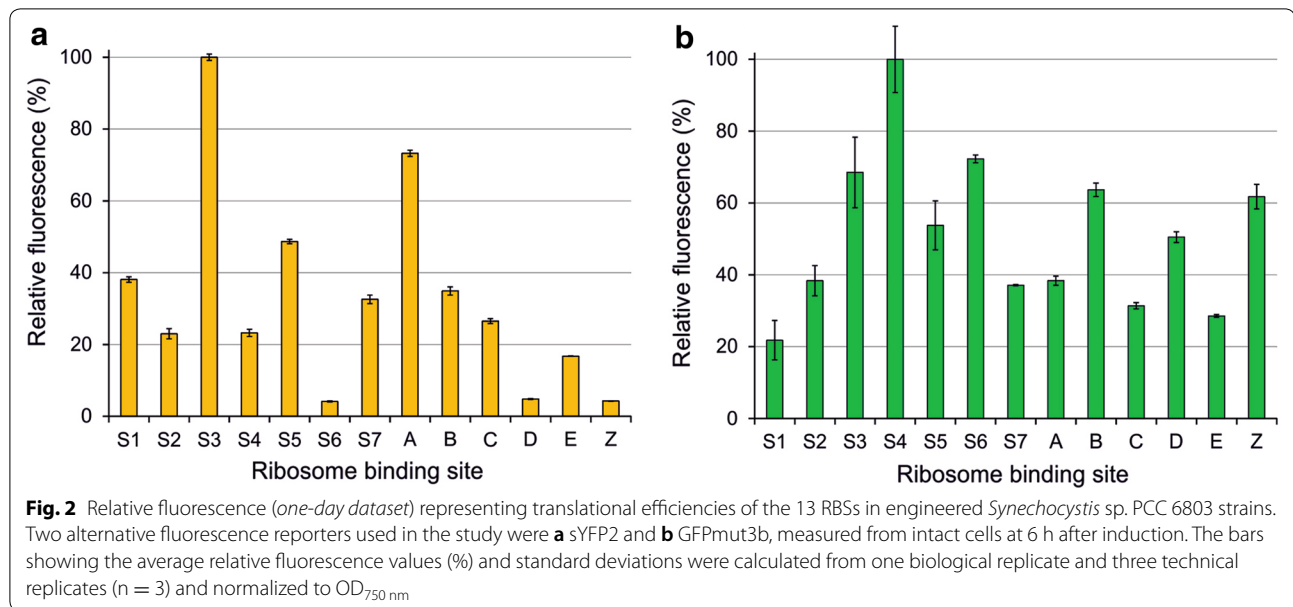 a
Relative fluorescence (%)
100
80
60
40
20
0
S1 S2 S3 S4 S5 S6 S7 A B C D E Z
Ribosome binding site
b
Relative fluorescence (%)
100
80
60
40
20
0
S1 S2 S3 S4 S5 S6 S7 A B C D E Z
Ribosome binding site
Fig. 2 Relative fluorescence (one-day dataset) representing translational efficiencies of the 13 RBSs in engineered Synechocystis sp. PCC 6803 strains.
Two alternative fluorescence reporters used in the study were a sYFP2 and b GFPmut3b, measured from intact cells at 6 h after induction. The bars
showing the average relative fluorescence values (%) and standard deviations were calculated from one biological replicate and three technical
replicates (n = 3) and normalized to OD750 nm